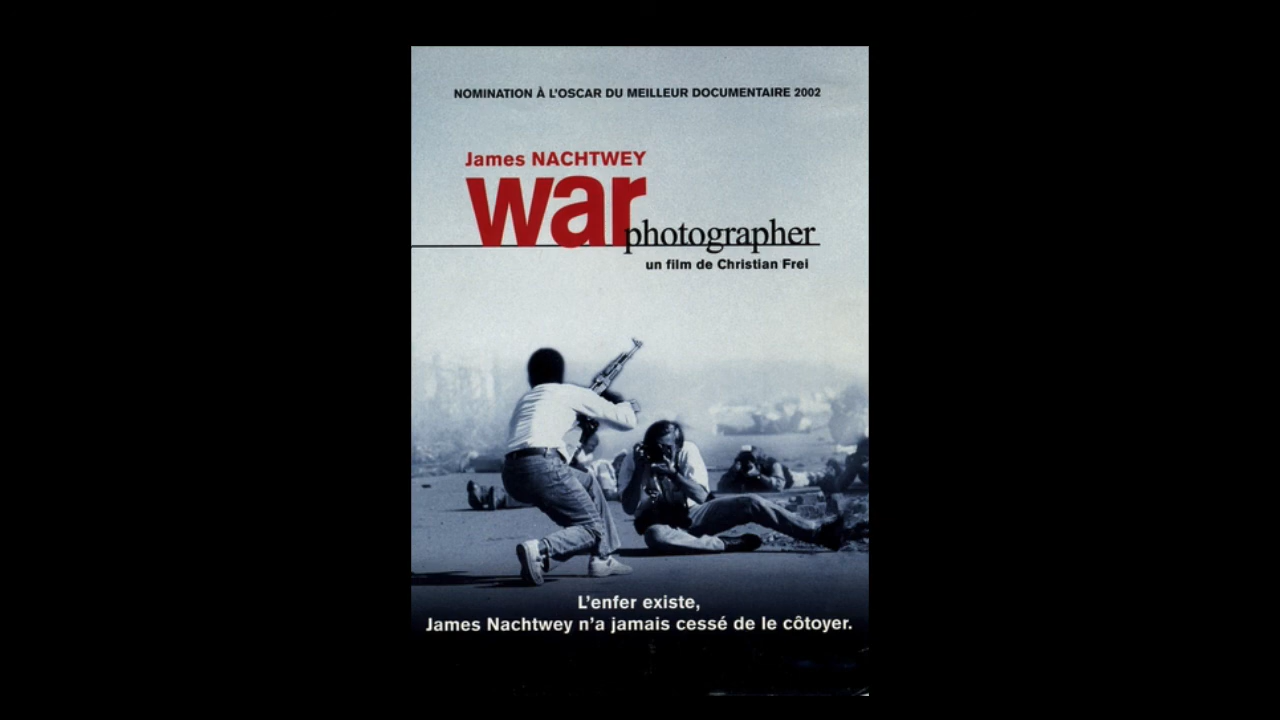 NOMINATION À L'OSCAR DU MEILLEUR DOCUMENTAIRE 2002
James NACHTWEY
war
photographer
un film de Christian Frei
L'enfer existe,
James Nachtwey n'a jamais cessé de le côtoyer.